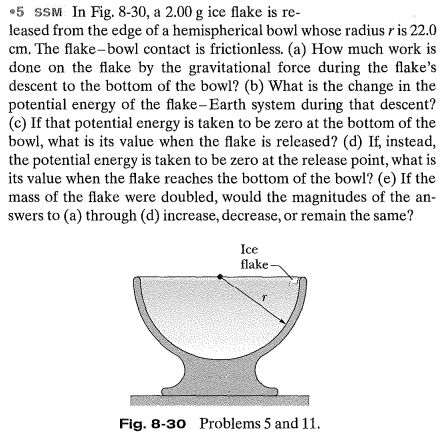 •5 SSM In Fig. 8-30, a 2.00 g ice flake is re-
leased from the edge of a hemispherical bowl whose radius r is 22.0
cm. The flake–bowl contact is frictionless. (a) How much work is
done on the flake by the gravitational force during the flake's
descent to the bottom of the bowl? (b) What is the change in the
potential energy of the flake–Earth system during that descent?
(c) If that potential energy is taken to be zero at the bottom of the
bowl, what is its value when the flake is released? (d) If, instead,
the potential energy is taken to be zero at the release point, what is
its value when the flake reaches the bottom of the bowl? (e) If the
mass of the flake were doubled, would the magnitudes of the an-
swers to (a) through (d) increase, decrease, or remain the same?
Ice
flake
r
Fig. 8-30 Problems 5 and 11.